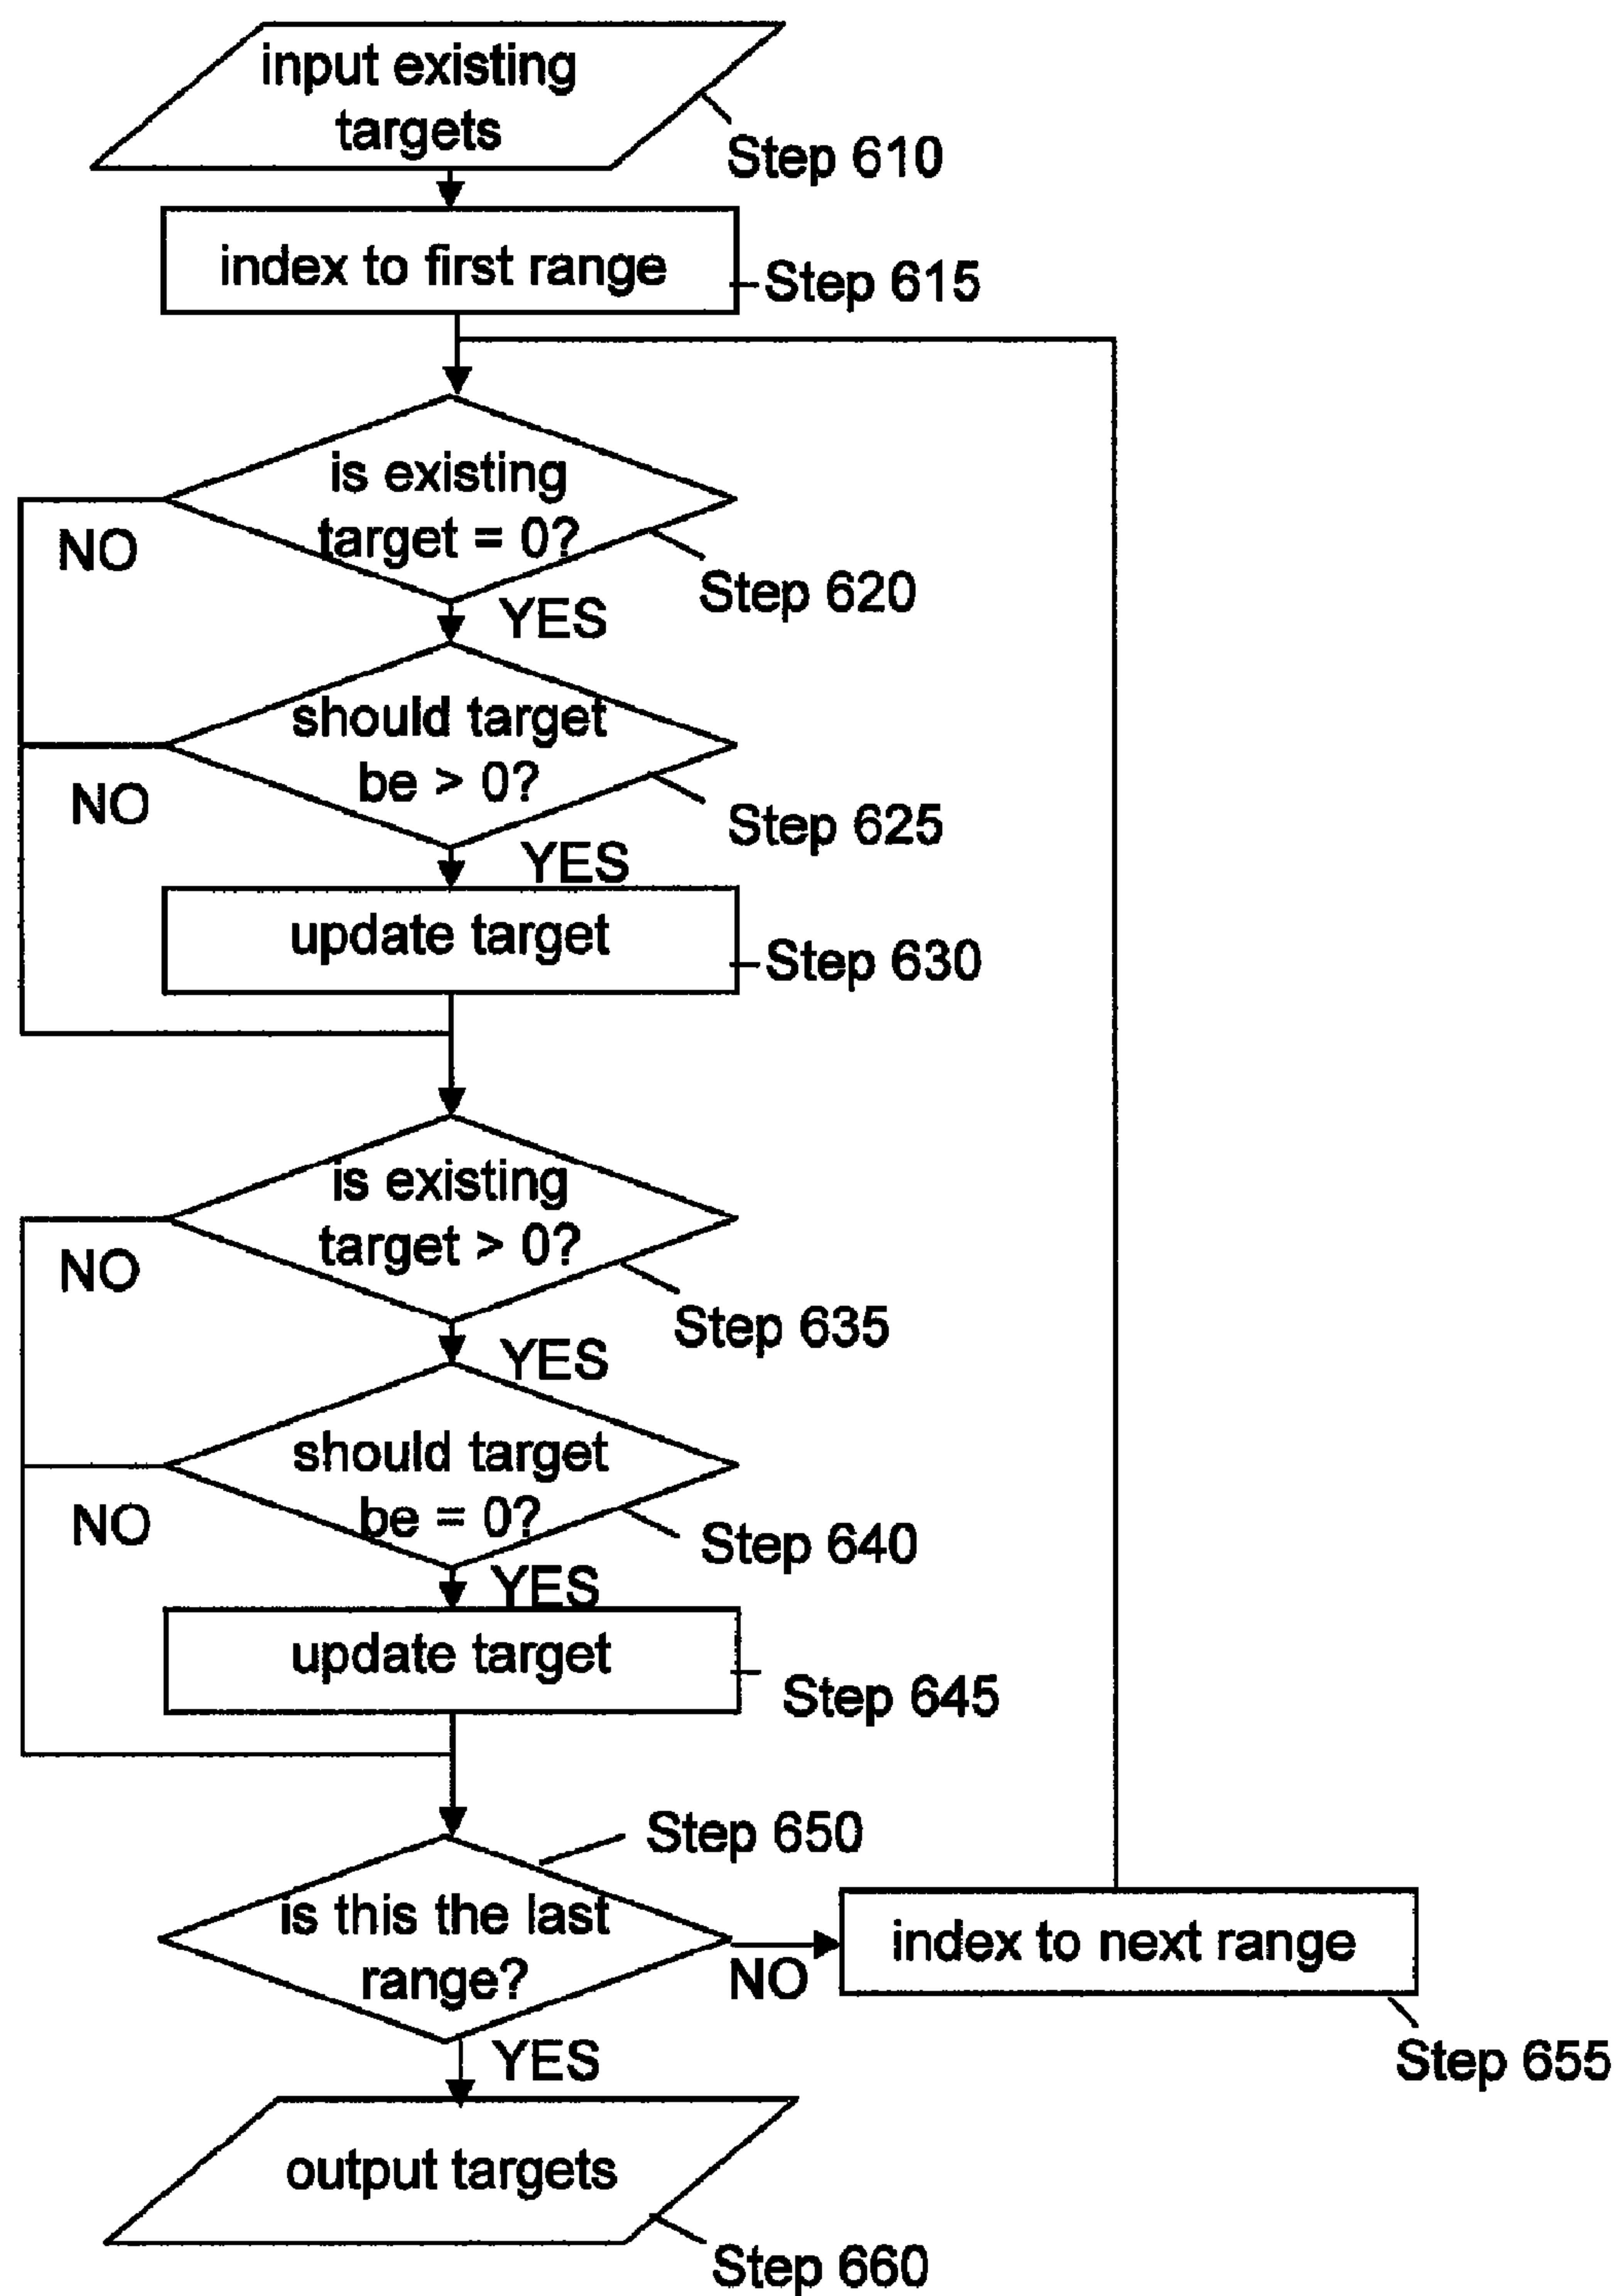 input existing
targets
Step 610
index to first range
Step 615
is existing
target = 0?
NO
Step 620
YES
should target
be > 0?
NO
Step 625
YES
update target
Step 630
is existing
target > 0?
NO
Step 635
YES
should target
be = 0?
NO
Step 640
YES
update target
Step 645
Step 650
is this the last
range?
NO
index to next range
Step 655
YES
output targets
Step 660